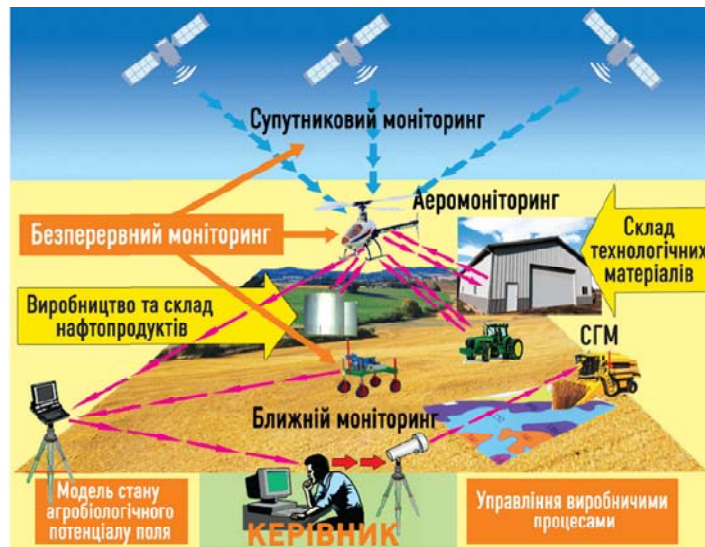 Супутниковий моніторинг
Аеромоніторинг
Безперервний моніторинг
Склад
технологічних
матеріалів
Виробництво та склад
нафтопродуктів
СГМ
Ближній моніторинг
Модель стану
агробіологічного
потенціалу поля
КЕРІВНИК
Управління виробничими
процесами